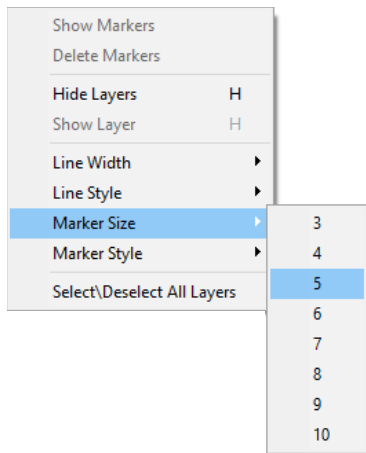 Show Markers
Delete Markers
Hide Layers H
Show Layer H
Line Width
Line Style
Marker Size
Marker Style
Select\Deselect All Layers
3
4
5
6
7
8
9
10